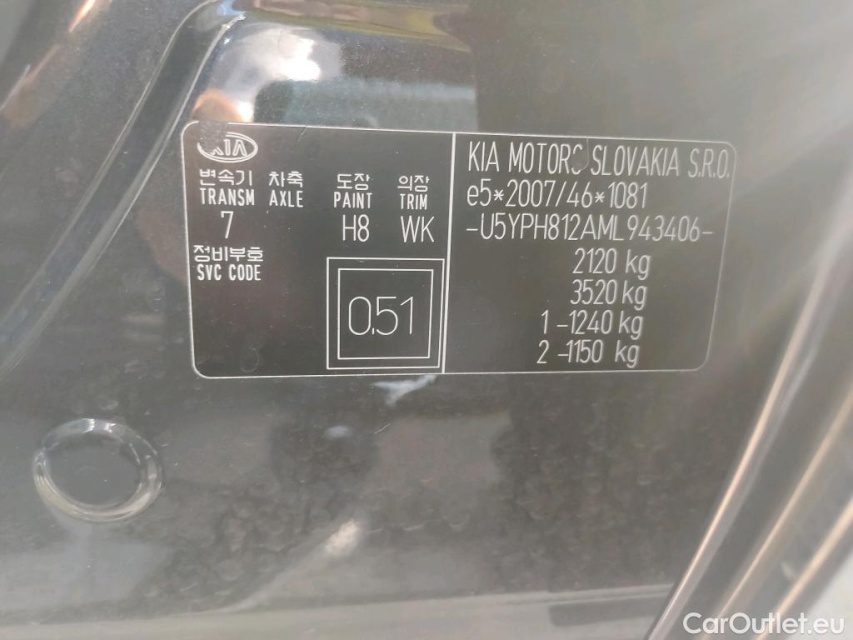 KIA
변속기 차축 도장 의장
TRANSM AXLE PAINT TRIM
7 H8 WK
정비부호
SVC CODE
0.51
KIA MOTORS SLOVAKIA S.R.O.
e5*2007/46*1081
-U5YPH812AML943406-
2120 kg
3520 kg
1-1240 kg
2-1150 kg
CarOutlet.eu